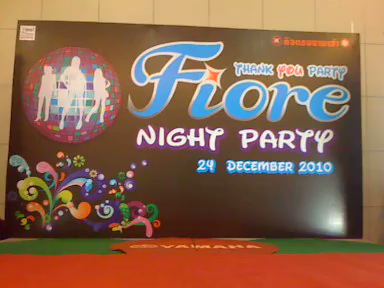 THANK YOU PARTY
Fiore
NIGHT PARTY
24 DECEMBER 2010
YAMAHA